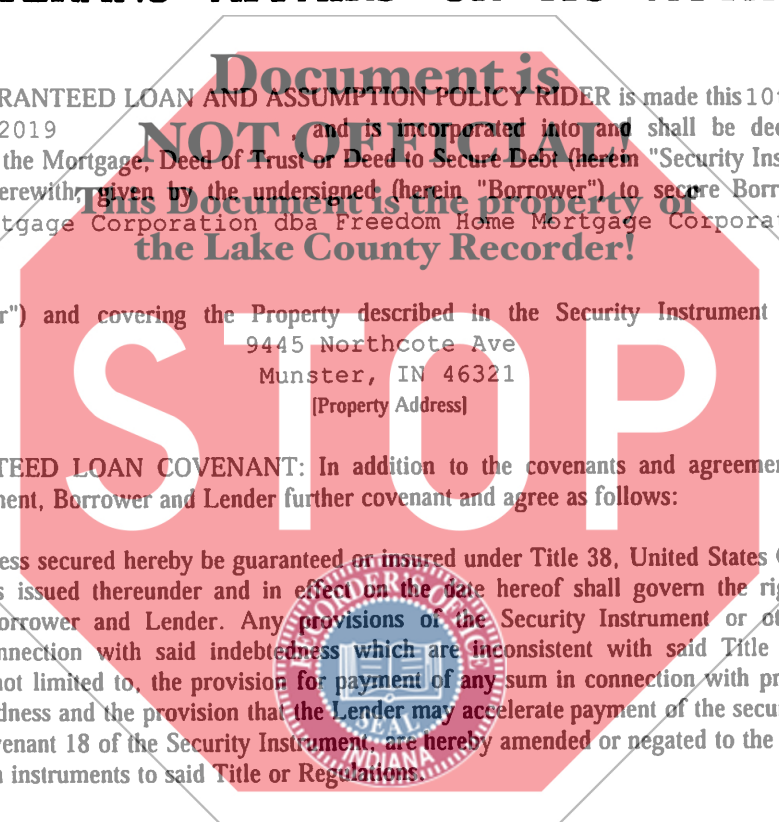 Document is
RANTEED LOAN AND ASSUMPTION POLICY RIDER is made this 10
2019 , and is incorporated into and shall be dee
NOT OFFICIAL!
the Mortgage, Deed of Trust or Deed to Secure Debt (herein "Security Ins
erewith, given by the undersigned (herein "Borrower") to secure Borr
This Document is the property of
tgage Corporation dba Freedom Home Mortgage Corpora
the Lake County Recorder!
r") and covering the Property described in the Security Instrument
STOP
9445 Northcote Ave
Munster, IN 46321
[Property Address]
TEED LOAN COVENANT: In addition to the covenants and agreeme
ent, Borrower and Lender further covenant and agree as follows:
ess secured hereby be guaranteed or insured under Title 38, United States
s issued thereunder and in effect on the date hereof shall govern the rig
orrower and Lender. Any provisions of the Security Instrument or ot
nnection with said indebtedness which are inconsistent with said Title
not limited to, the provision for payment of any sum in connection with pr
dness and the provision that the Lender may accelerate payment of the secu
enant 18 of the Security Instrument, are hereby amended or negated to the
instruments to said Title or Regulations.
RECORDER'S OFFICE
SEAL
INDIANA